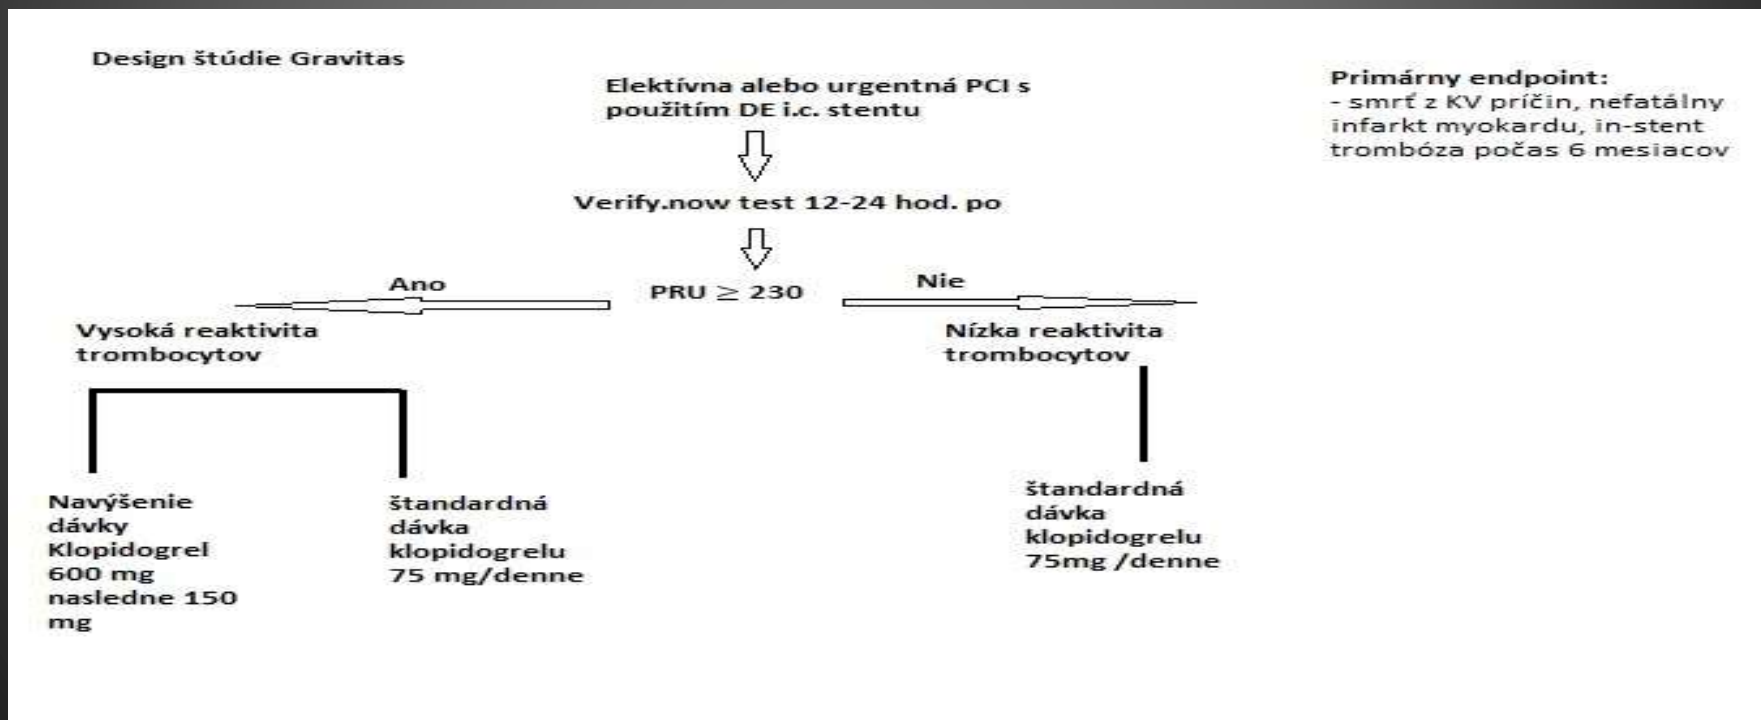 Design štúdie Gravitas
Elektívna alebo urgentná PCI s
použitím DE i.c. stentu
Primárny endpoint:
- smrť z KV príčin, nefatálny
infarkt myokardu, in-stent
trombóza počas 6 mesiacov
Verify.now test 12-24 hod. po
Ano
PRU ≥ 230
Nie
Vysoká reaktivita
trombocytov
Nízka reaktivita
trombocytov
Navýšenie
dávky
Klopidogrel
600 mg
nasledne 150
mg
štandardná
dávka
klopidogrelu
75 mg/denne
štandardná
dávka
klopidogrelu
75mg /denne